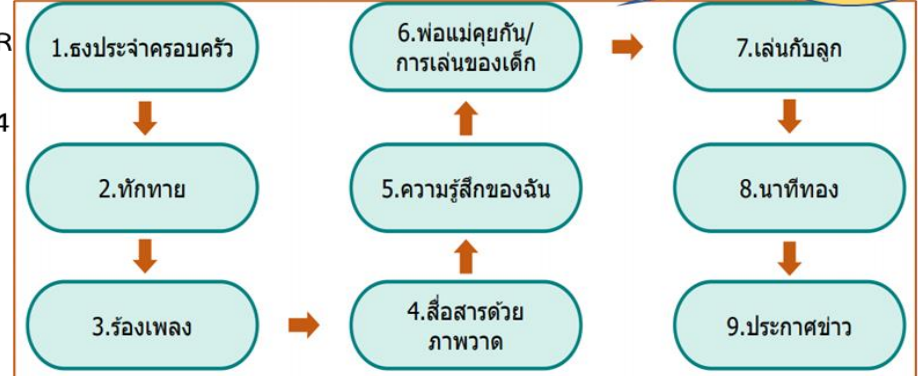 R
4
1.ธงประจำครอบครัว
2.ทักทาย
3.ร้องเพลง
4.สื่อสารด้วย
ภาพวาด
5.ความรู้สึกของฉัน
6.พ่อแม่คุยกัน/
การเล่นของเด็ก
7.เล่นกับลูก
8.นาทีทอง
9.ประกาศข่าว